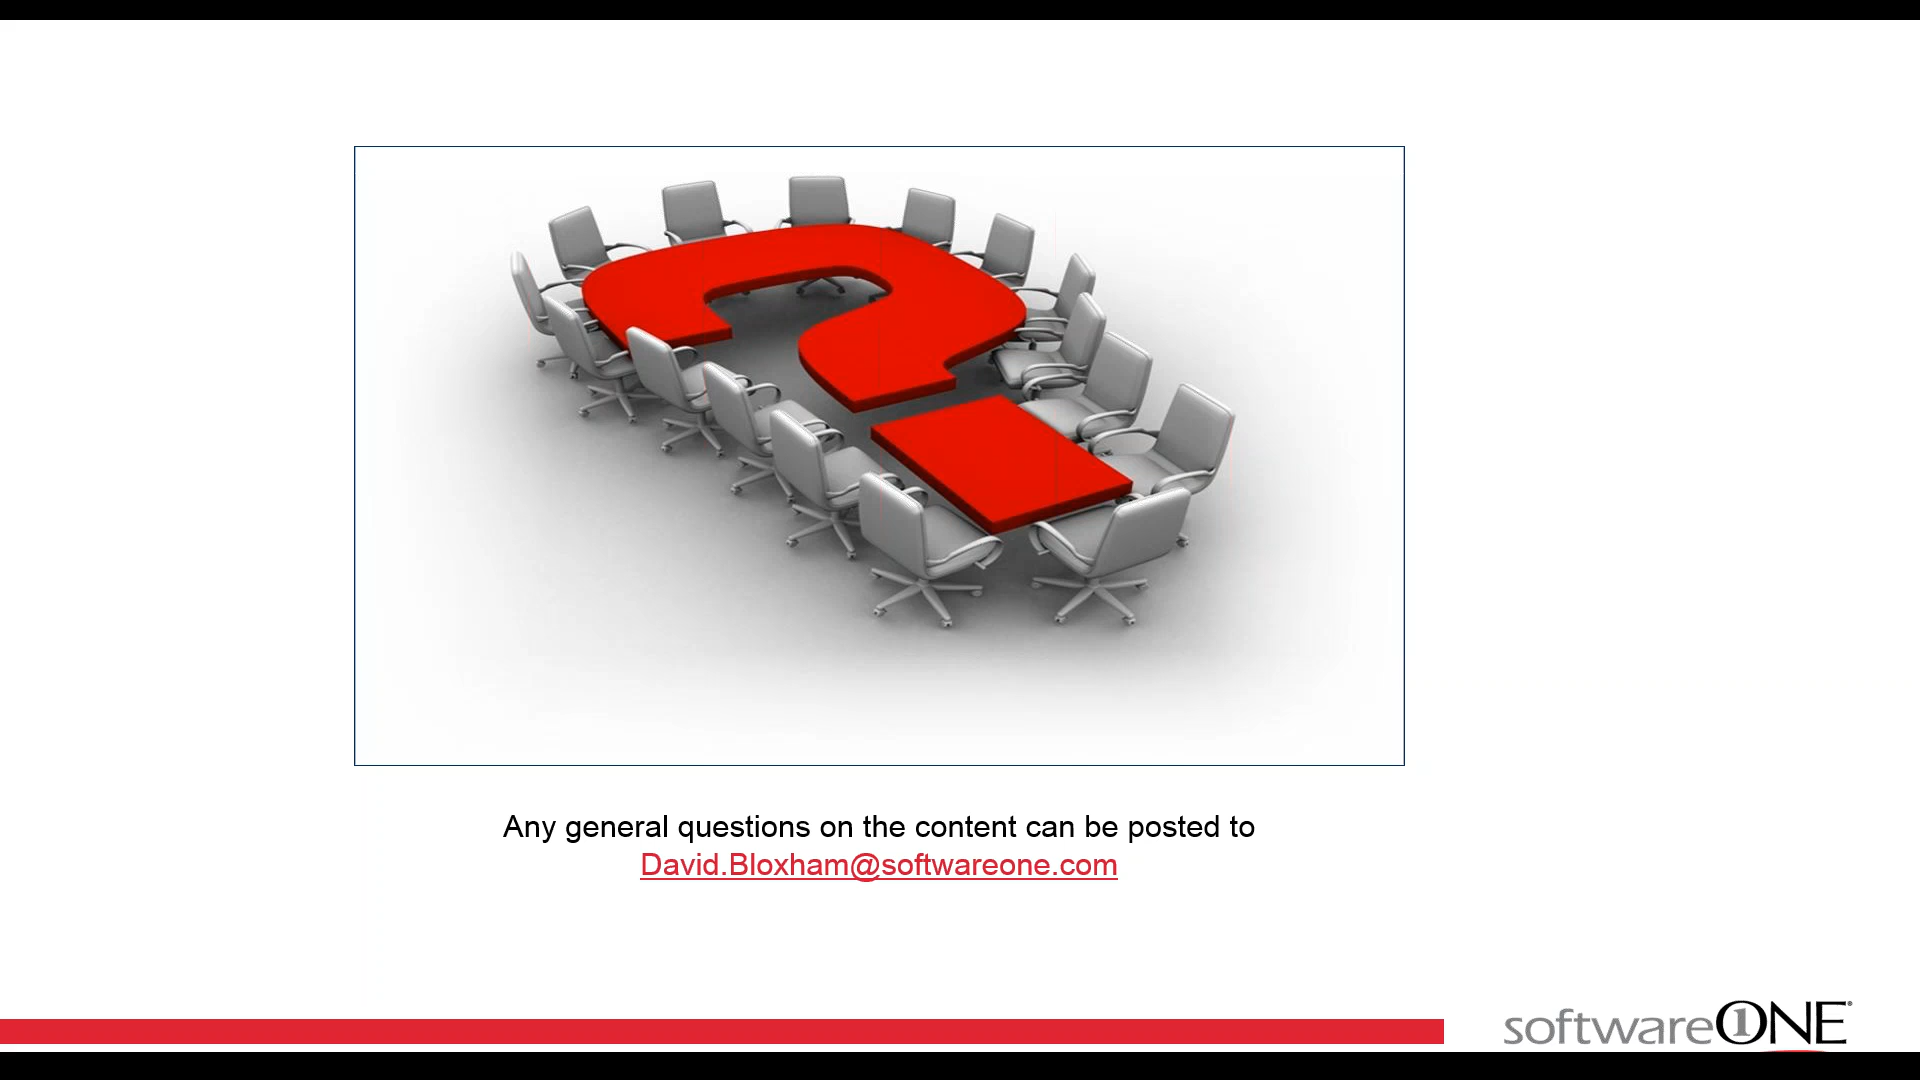 Any general questions on the content can be posted to
David.Bloxham@softwareone.com
softwareONE